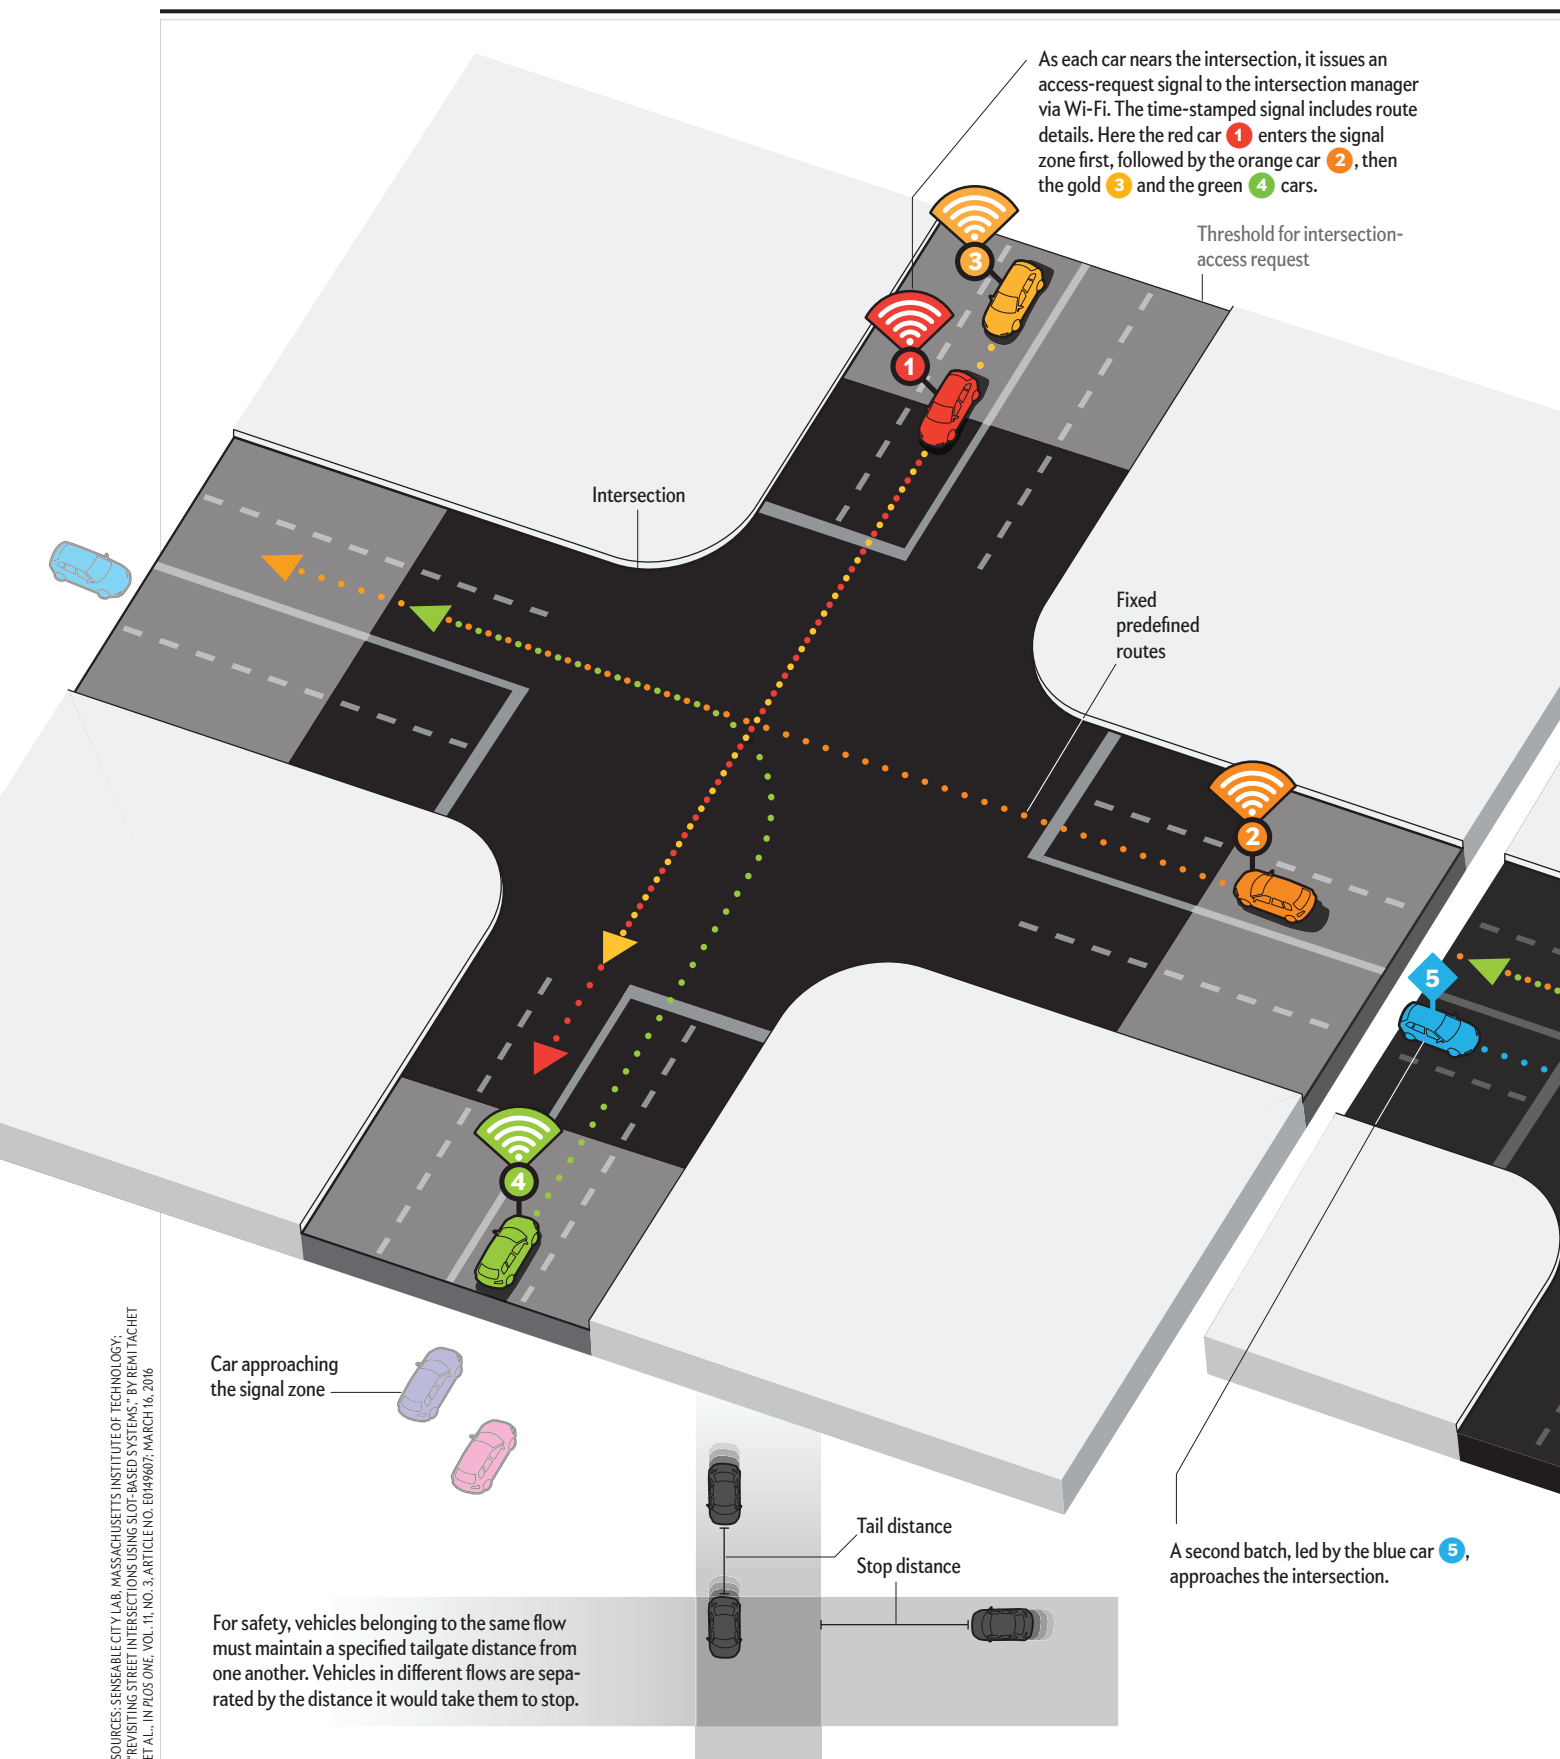 As each car nears the intersection, it issues an
access-request signal to the intersection manager
via Wi-Fi. The time-stamped signal includes route
details. Here the red car 1 enters the signal
zone first, followed by the orange car 2, then
the gold 3 and the green 4 cars.
Threshold for intersection-
access request
3
1
Intersection
Fixed
predefined
routes
2
5
4
Car approaching
the signal zone
Tail distance
Stop distance
A second batch, led by the blue car 5,
approaches the intersection.
For safety, vehicles belonging to the same flow
must maintain a specified tailgate distance from
one another. Vehicles in different flows are sepa-
rated by the distance it would take them to stop.
SOURCES: SENSEABLE CITY LAB, MASSACHUSETTS INSTITUTE OF TECHNOLOGY;
“REVISITING STREET INTERSECTIONS USING SLOT-BASED SYSTEMS,” BY REMI TACHET
ET AL., IN PLOS ONE, VOL. 11, NO. 3, ARTICLE NO. E0149607; MARCH 16, 2016